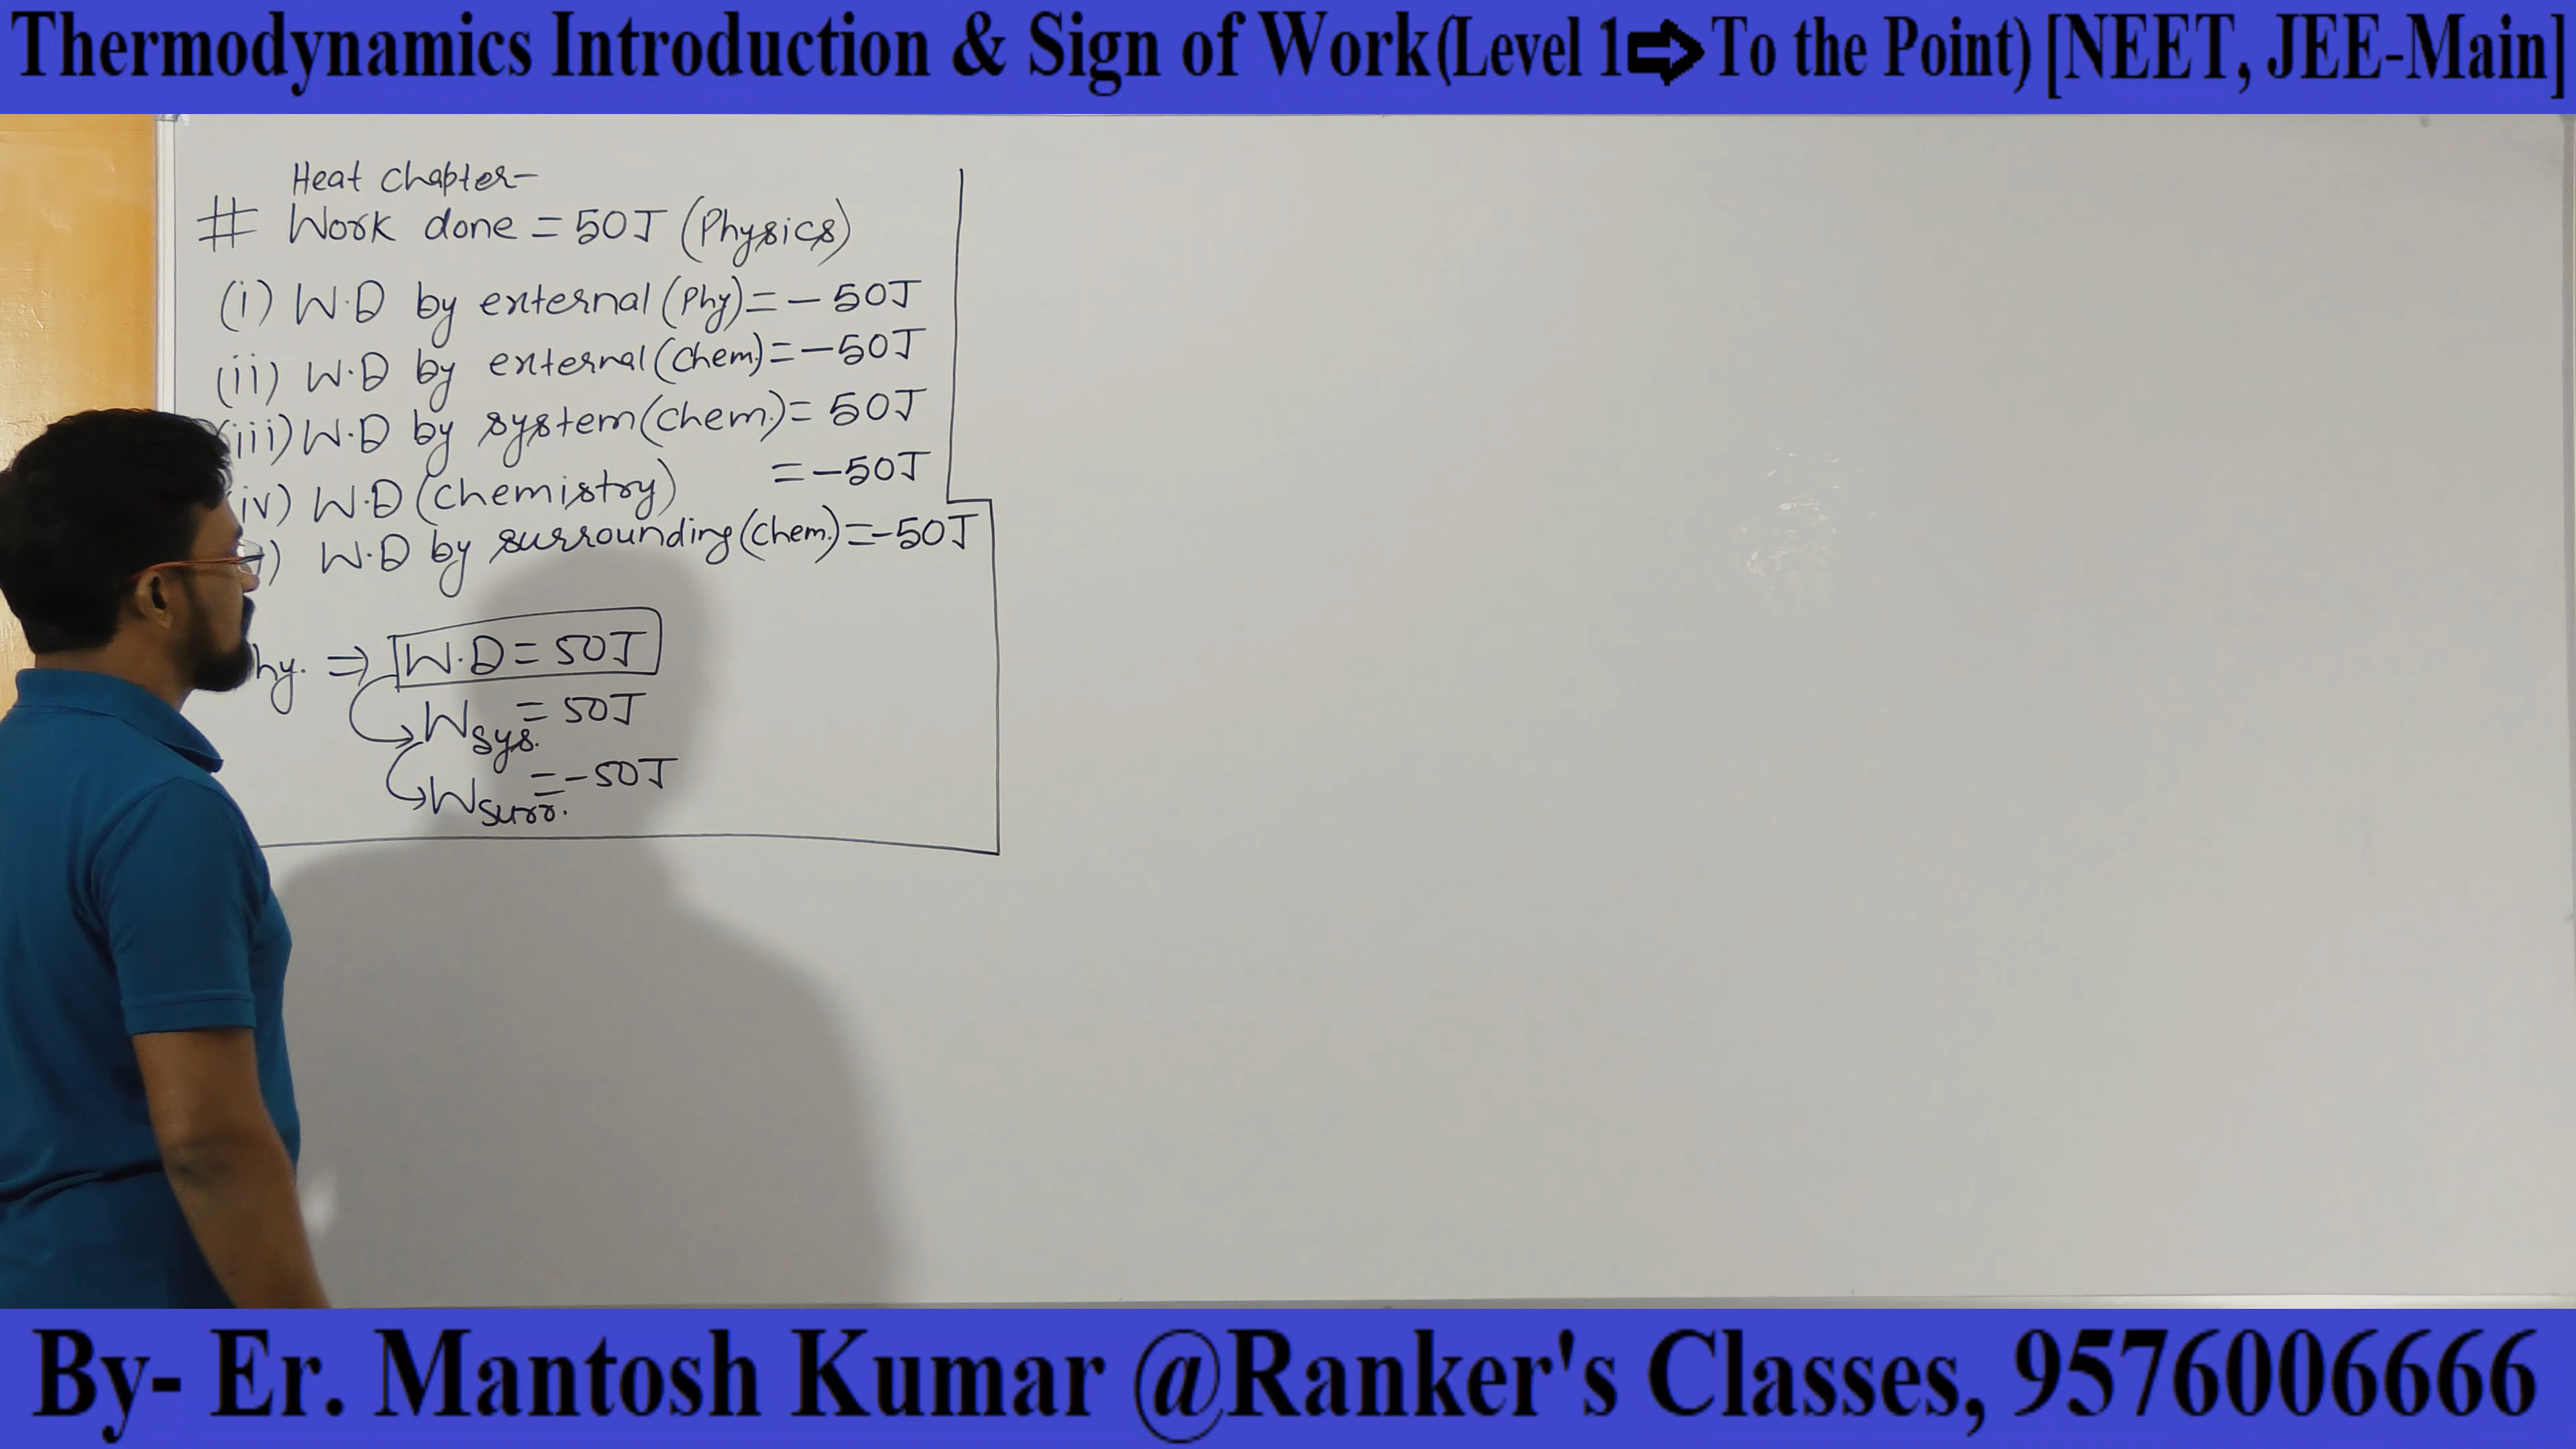 Thermodynamics Introduction & Sign of Work(Level 1⇨To the Point) [NEET, JEE-Main]
Heat Chapter-
# Work done = 50J (Physics)
(i) W.D by external (Phy) = - 50J
(ii) W.D by external (Chem.) = -50J
(iii) W.D by system (Chem.) = 50J
iv) W.D (Chemistry) = -50J
) W.D by surrounding (Chem.) = -50J
hy. ⇒ W.D = 50J
Wsys. = 50J
Wsurr. = -50J
By- Er. Mantosh Kumar @Ranker's Classes, 9576006666